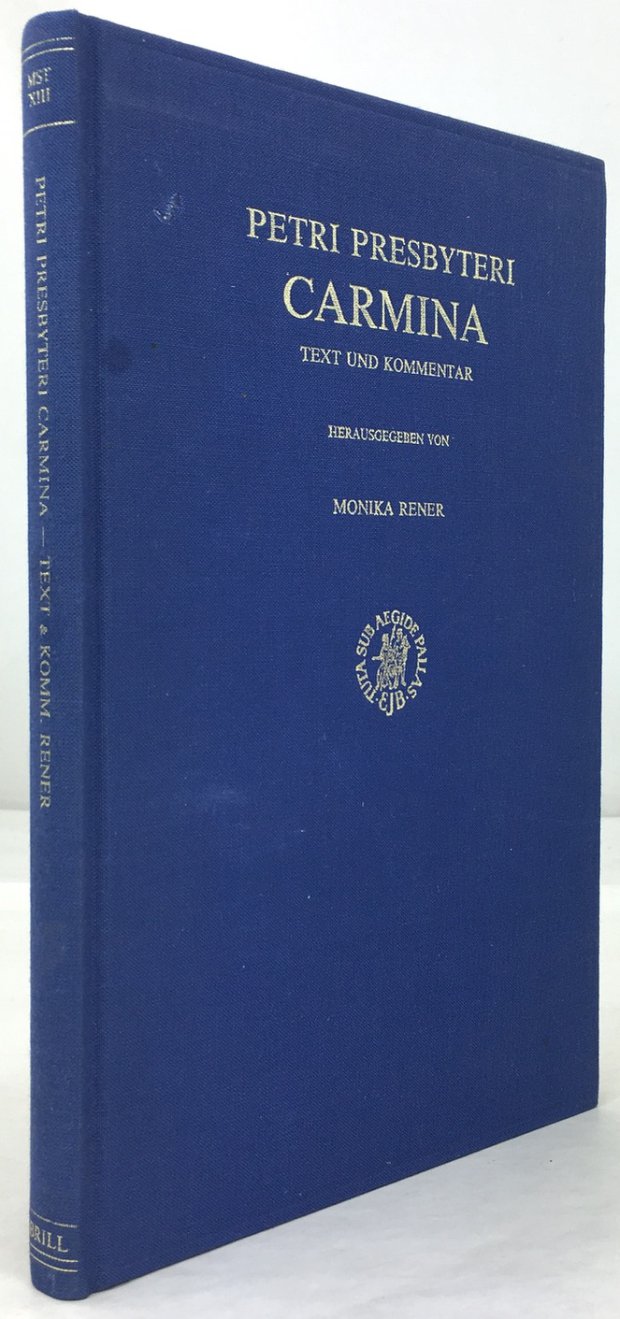 MST
XIII
PETRI PRESBYTERI CARMINA — TEXT & KOMM. RENER
BRILL
PETRI PRESBYTERI
CARMINA
TEXT UND KOMMENTAR
HERAUSGEGEBEN VON
MONIKA RENER
TUTA SUB AEGIDE PALLAS
·EJB·